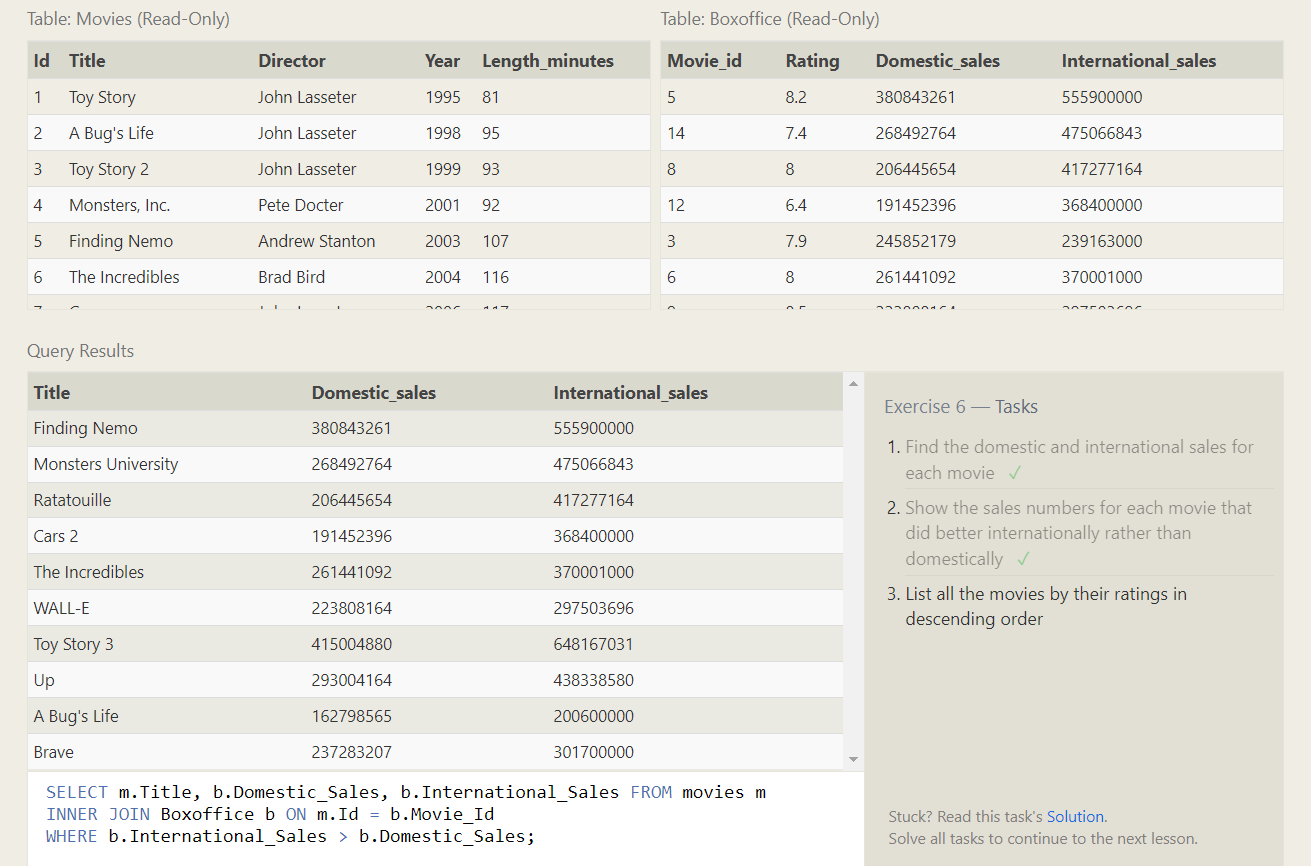 Table: Movies (Read-Only)
Id Title Director Year Length_minutes
1 Toy Story John Lasseter 1995 81
2 A Bug's Life John Lasseter 1998 95
3 Toy Story 2 John Lasseter 1999 93
4 Monsters, Inc. Pete Docter 2001 92
5 Finding Nemo Andrew Stanton 2003 107
6 The Incredibles Brad Bird 2004 116
Table: Boxoffice (Read-Only)
Movie_id Rating Domestic_sales International_sales
5 8.2 380843261 555900000
14 7.4 268492764 475066843
8 8 206445654 417277164
12 6.4 191452396 368400000
3 7.9 245852179 239163000
6 8 261441092 370001000
Query Results
Title Domestic_sales International_sales
Finding Nemo 380843261 555900000
Monsters University 268492764 475066843
Ratatouille 206445654 417277164
Cars 2 191452396 368400000
The Incredibles 261441092 370001000
WALL-E 223808164 297503696
Toy Story 3 415004880 648167031
Up 293004164 438338580
A Bug's Life 162798565 200600000
Brave 237283207 301700000
SELECT m.Title, b.Domestic_Sales, b.International_Sales FROM movies m
INNER JOIN Boxoffice b ON m.Id = b.Movie_Id
WHERE b.International_Sales > b.Domestic_Sales;
Exercise 6 — Tasks
1. Find the domestic and international sales for
each movie ✓
2. Show the sales numbers for each movie that
did better internationally rather than
domestically ✓
3. List all the movies by their ratings in
descending order
Stuck? Read this task's Solution.
Solve all tasks to continue to the next lesson.